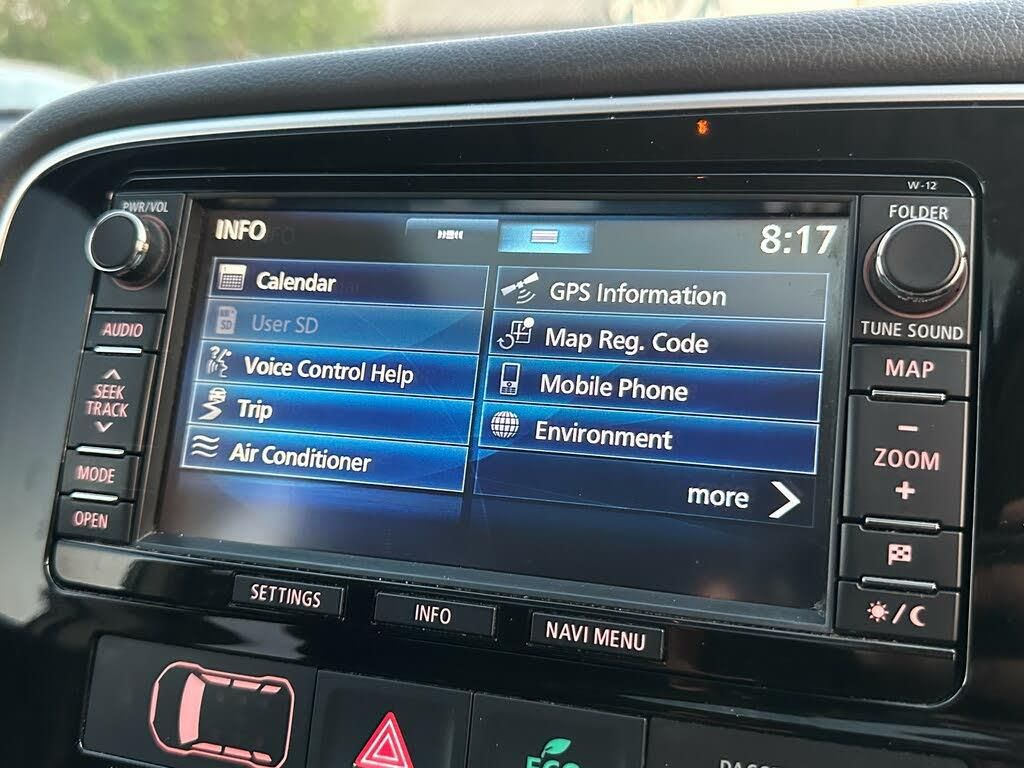 W-12
PWR/VOL
INFO
8:17
FOLDER
Calendar
GPS Information
User SD
Map Reg. Code
Voice Control Help
Mobile Phone
Trip
Environment
Air Conditioner
more
AUDIO
SEEK
TRACK
MODE
OPEN
TUNE SOUND
MAP
-
ZOOM
+
SETTINGS
INFO
NAVI MENU
ECO